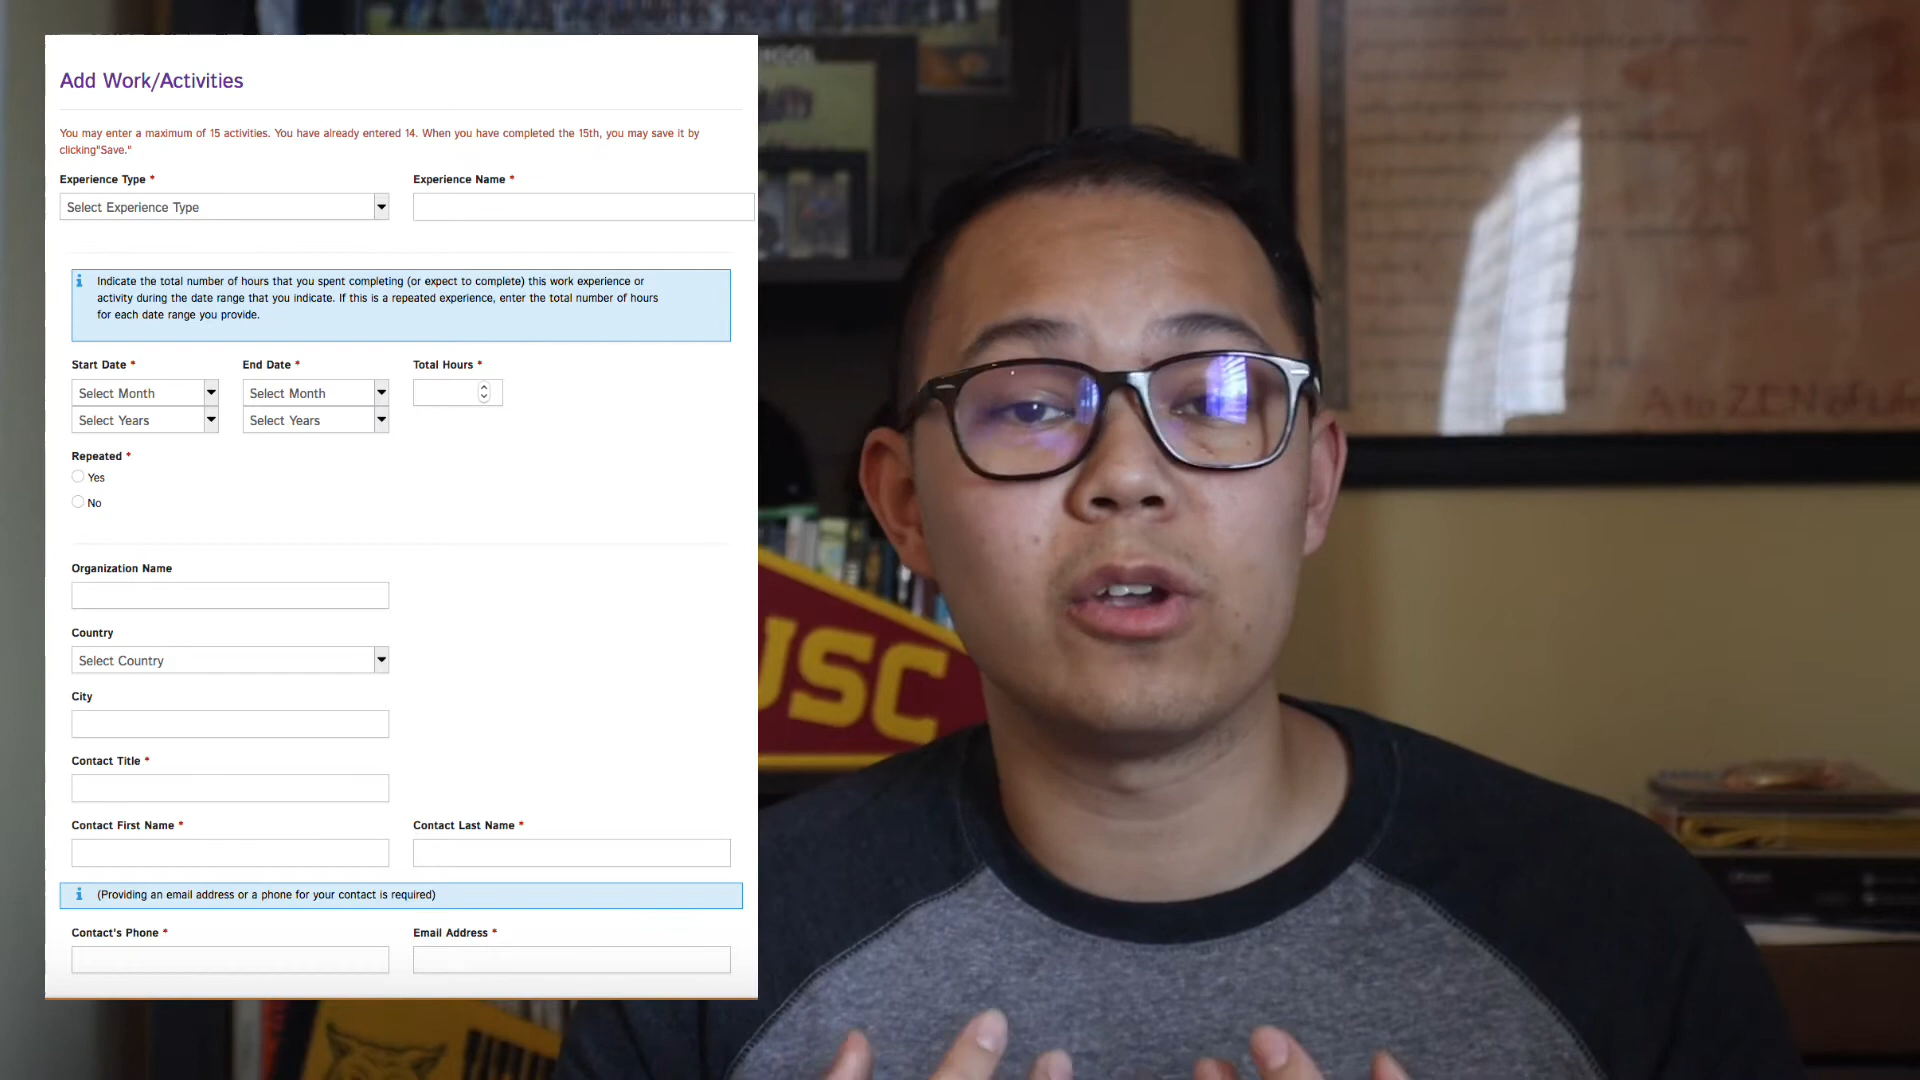 Add Work/Activities
You may enter a maximum of 15 activities. You have already entered 14. When you have completed the 15th, you may save it by
clicking"Save."
Experience Type *
Experience Name *
Select Experience Type
Indicate the total number of hours that you spent completing (or expect to complete) this work experience or
activity during the date range that you indicate. If this is a repeated experience, enter the total number of hours
for each date range you provide.
Start Date *
End Date *
Total Hours *
Select Month
Select Month
Select Years
Select Years
Repeated *
Yes
No
Organization Name
Country
Select Country
City
Contact Title *
Contact First Name *
Contact Last Name *
(Providing an email address or a phone for your contact is required)
Contact's Phone *
Email Address *
USC
A to ZEN of Life